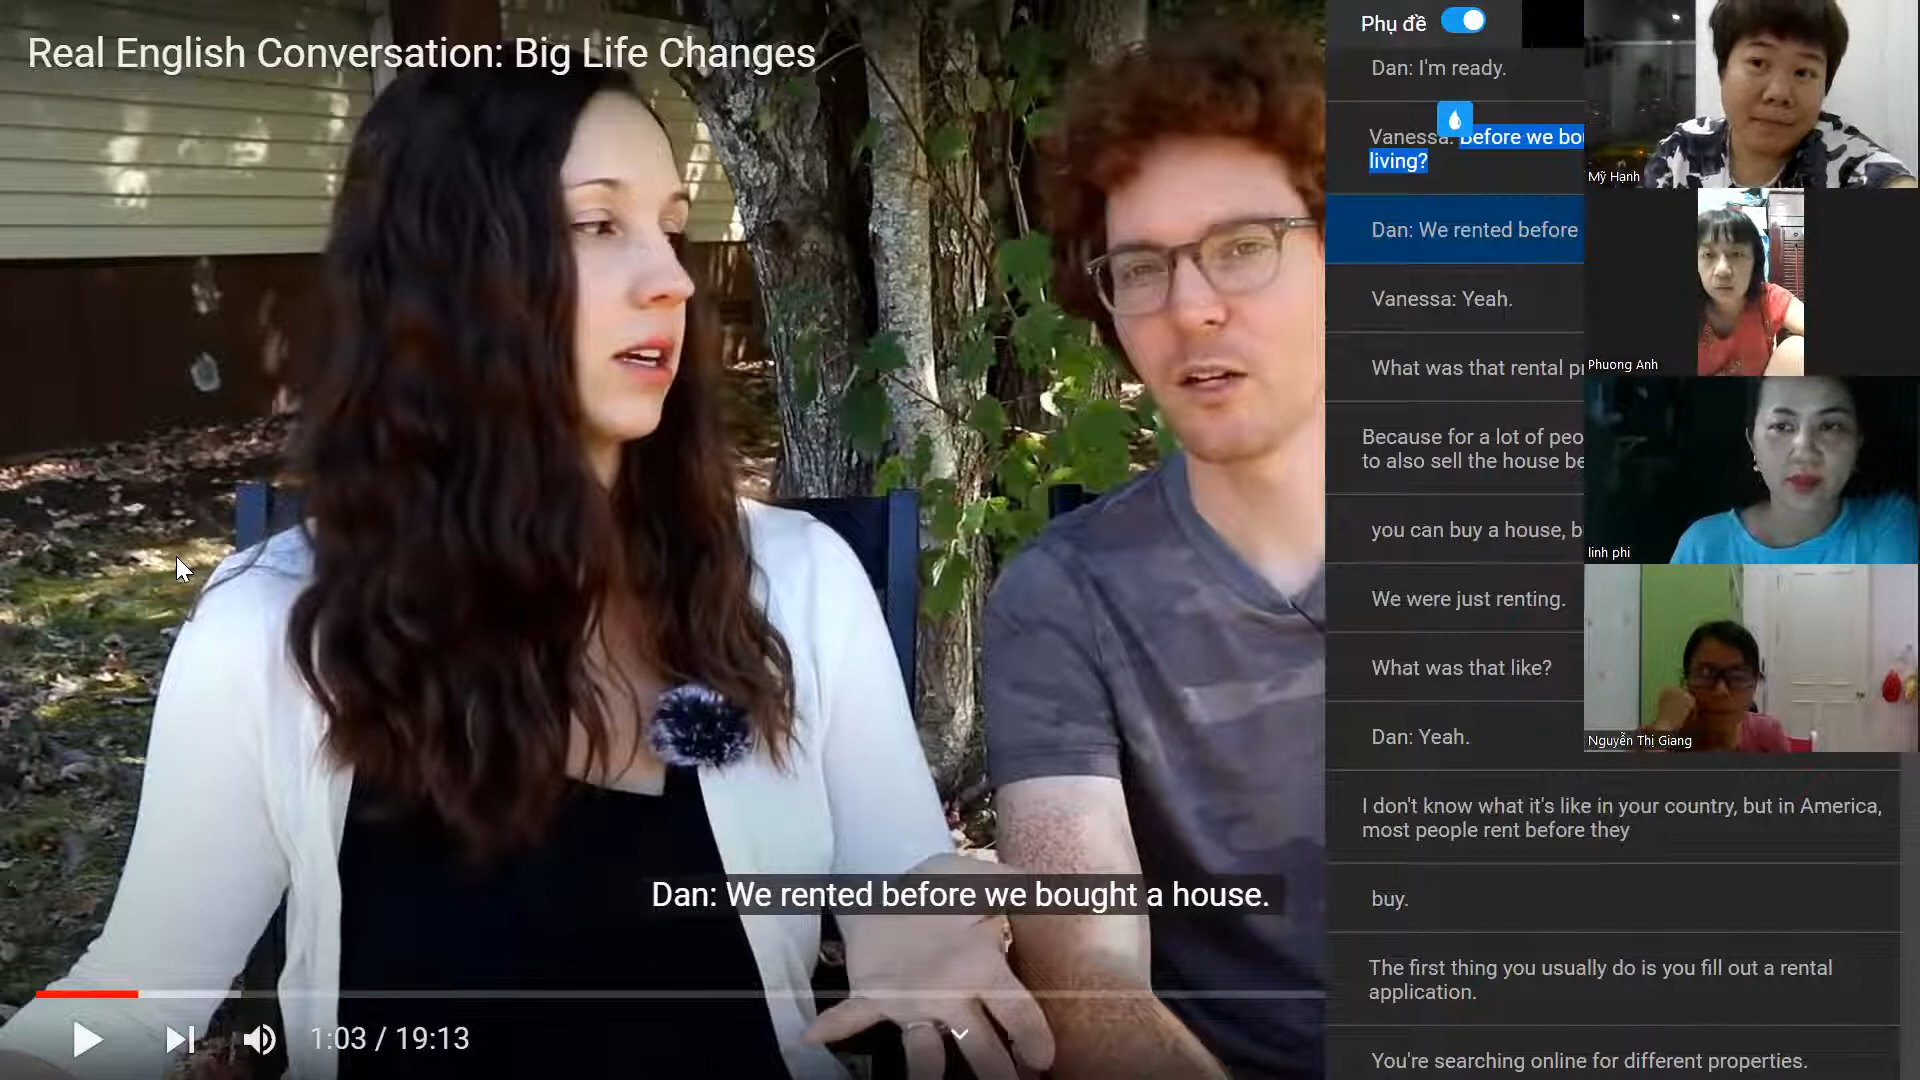 Real English Conversation: Big Life Changes
Dan: We rented before we bought a house.
1:03 / 19:13
Phụ đề
Dan: I'm ready.
Vanessa: Before we bou
living?
Dan: We rented before
Vanessa: Yeah.
What was that rental pr
Because for a lot of peo
to also sell the house be
you can buy a house, b
We were just renting.
What was that like?
Dan: Yeah.
I don't know what it's like in your country, but in America,
most people rent before they
buy.
The first thing you usually do is you fill out a rental
application.
You're searching online for different properties.
Mỹ Hạnh
Phuong Anh
linh phi
Nguyễn Thị Giang